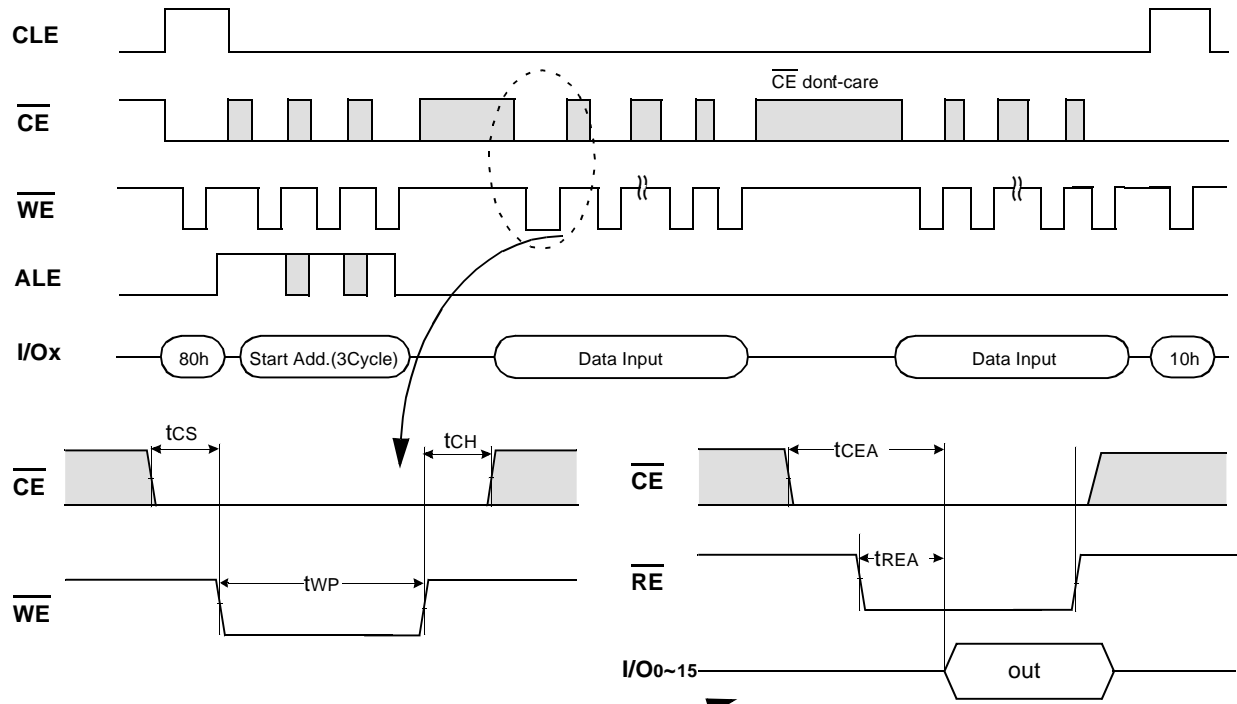 CLE
CE dont-care
CE
WE
ALE
I/Ox 80h Start Add.(3Cycle) Data Input Data Input 10h
tCS tCH
CE
tWP
WE
tCEA
CE
tREA
RE
I/O0~15 out